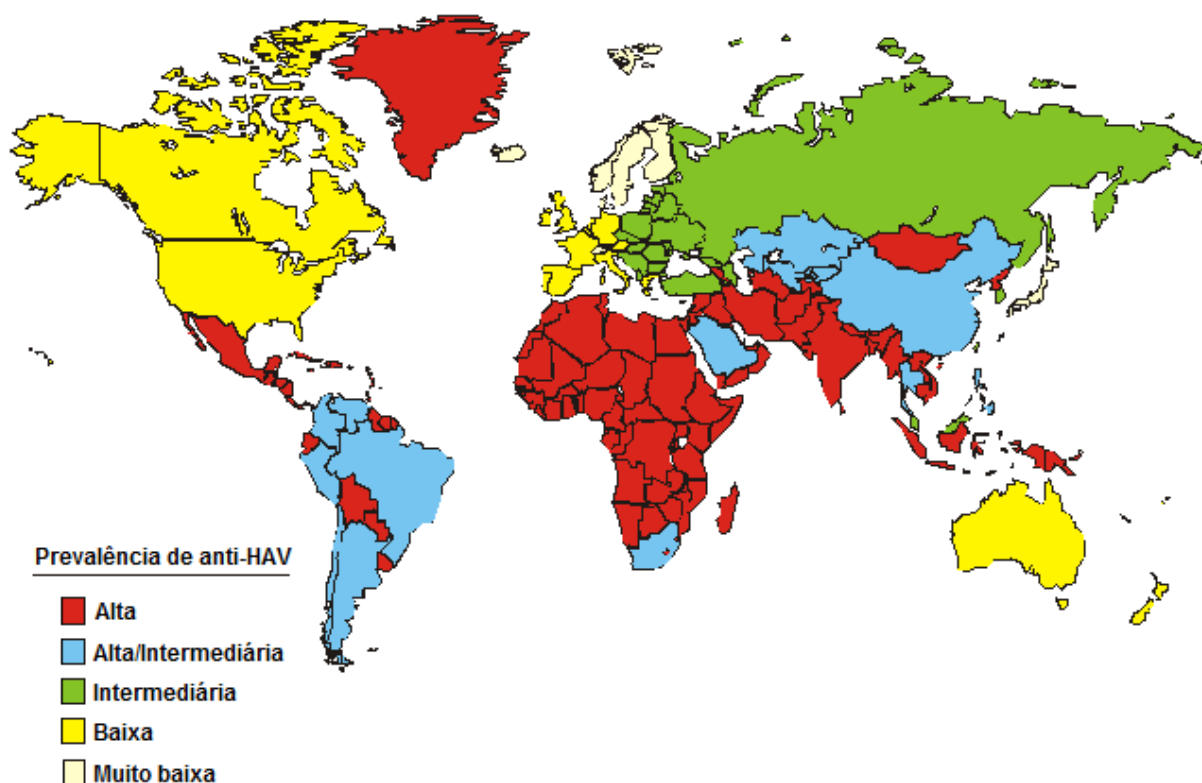 Prevalência de anti-HAV
Alta
Alta/Intermediária
Intermediária
Baixa
Muito baixa